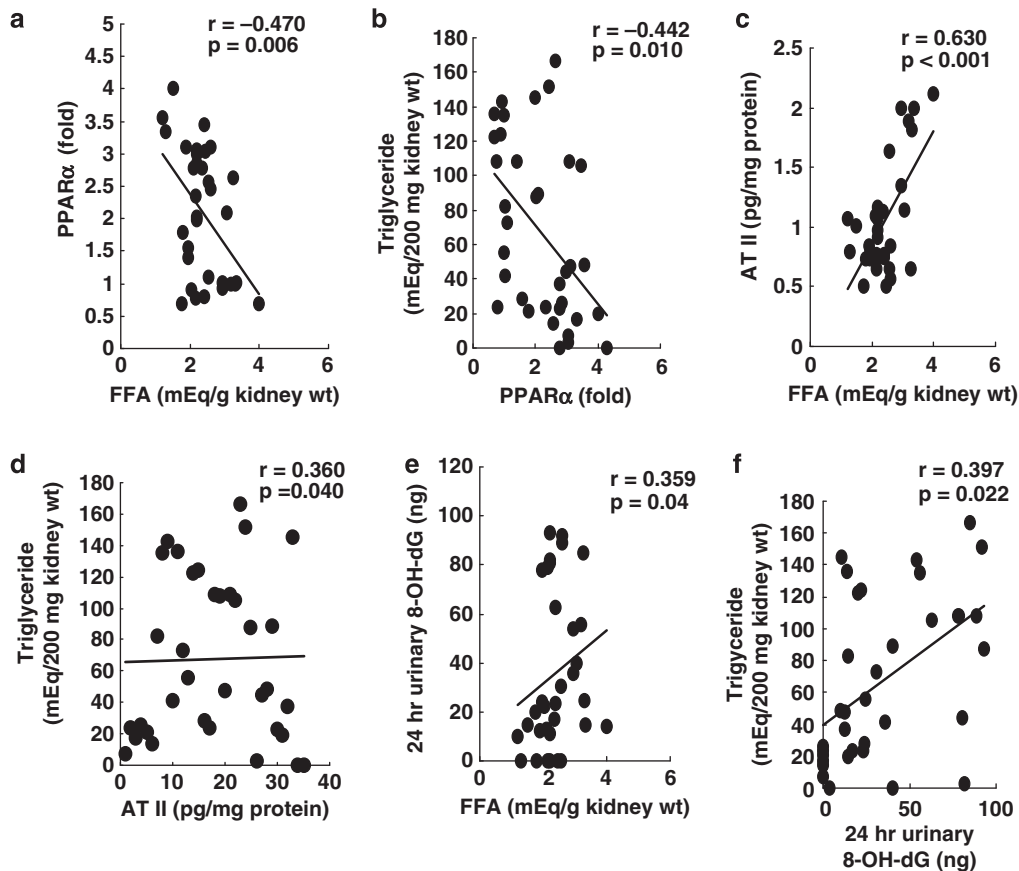 a
r = –0.470
p = 0.006
PPARα (fold)
5
4.5
4
3.5
3
2.5
2
1.5
1
0.5
0
0 2 4 6
FFA (mEq/g kidney wt)
b
r = –0.442
p = 0.010
Triglyceride
(mEq/200 mg kidney wt)
180
160
140
120
100
80
60
40
20
0
0 2 4 6
PPARα (fold)
c
r = 0.630
p < 0.001
AT II (pg/mg protein)
2.5
2
1.5
1
0.5
0
0 2 4 6
FFA (mEq/g kidney wt)
d
r = 0.360
p =0.040
Triglyceride
(mEq/200 mg kidney wt)
180
160
140
120
100
80
60
40
20
0
0 10 20 30 40
AT II (pg/mg protein)
e
r = 0.359
p = 0.04
24 hr urinary 8-OH-dG (ng)
120
100
80
60
40
20
0
0 2 4 6
FFA (mEq/g kidney wt)
f
r = 0.397
p = 0.022
Trigyceride
(mEq/200 mg kidney wt)
180
160
140
120
100
80
60
40
20
0
0 50 100
24 hr urinary
8-OH-dG (ng)